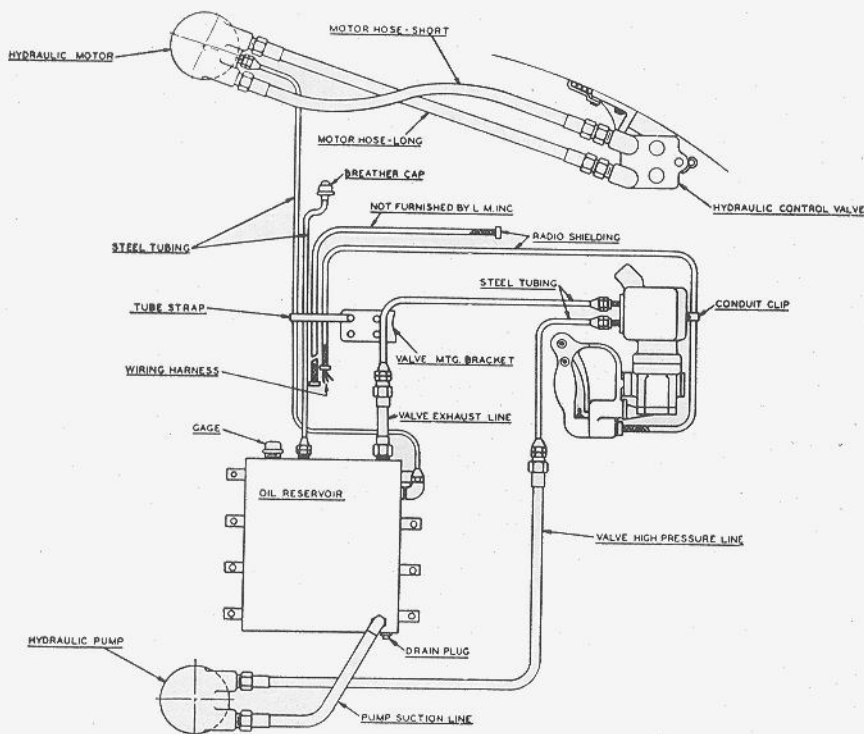 MOTOR HOSE-SHORT
HYDRAULIC MOTOR
MOTOR HOSE-LONG
BREATHER CAP
NOT FURNISHED BY L.M.INC
HYDRAULIC CONTROL VALVE
RADIO SHIELDING
STEEL TUBING
STEEL TUBING
TUBE STRAP
CONDUIT CLIP
VALVE MTG. BRACKET
WIRING HARNESS
VALVE EXHAUST LINE
GAGE
OIL RESERVOIR
VALVE HIGH PRESSURE LINE
HYDRAULIC PUMP
DRAIN PLUG
PUMP SUCTION LINE